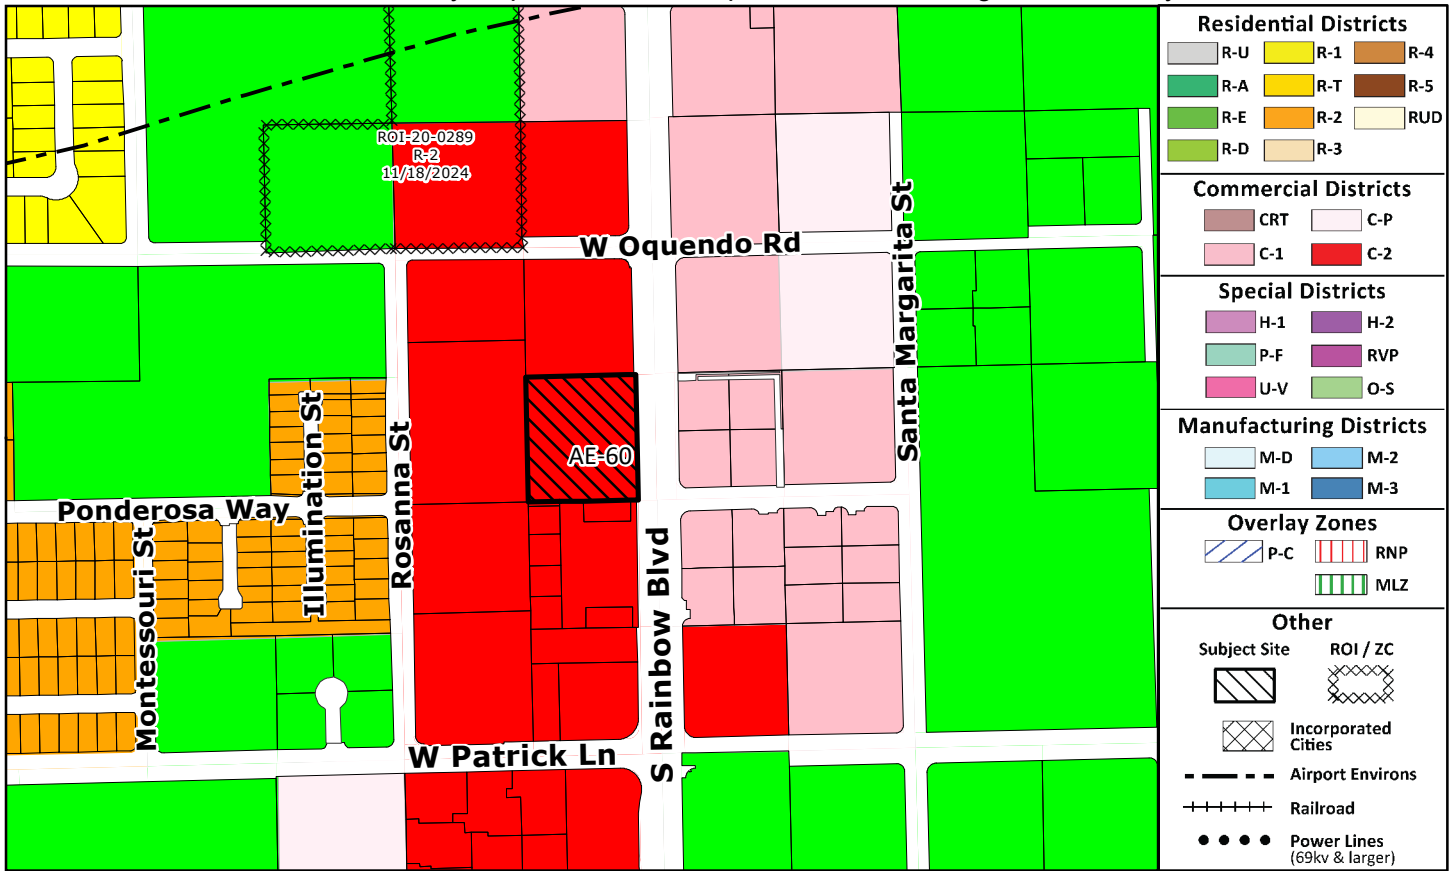 ROI-20-0289
R-2
11/18/2024
W Oquendo Rd
Santa Margarita St
AE-60
Illumination St
Rosanna St
Ponderosa Way
Montessouri St
S Rainbow Blvd
W Patrick Ln
Residential Districts
R-U R-1 R-4
R-A R-T R-5
R-E R-2 RUD
R-D R-3
Commercial Districts
CRT C-P
C-1 C-2
Special Districts
H-1 H-2
P-F RVP
U-V O-S
Manufacturing Districts
M-D M-2
M-1 M-3
Overlay Zones
P-C RNP
MLZ
Other
Subject Site ROI / ZC
Incorporated
Cities
Airport Environs
Railroad
Power Lines
(69kv & larger)